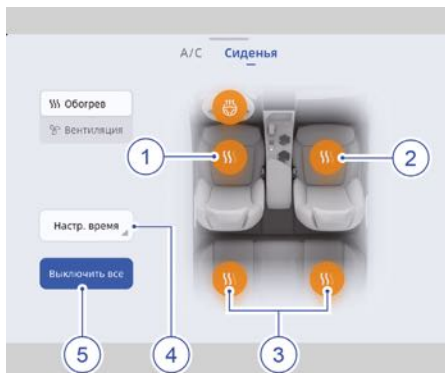 A/C Сиденья
Обогрев
Вентиляция
1
2
Настр. время
Выключить все
5
4
3